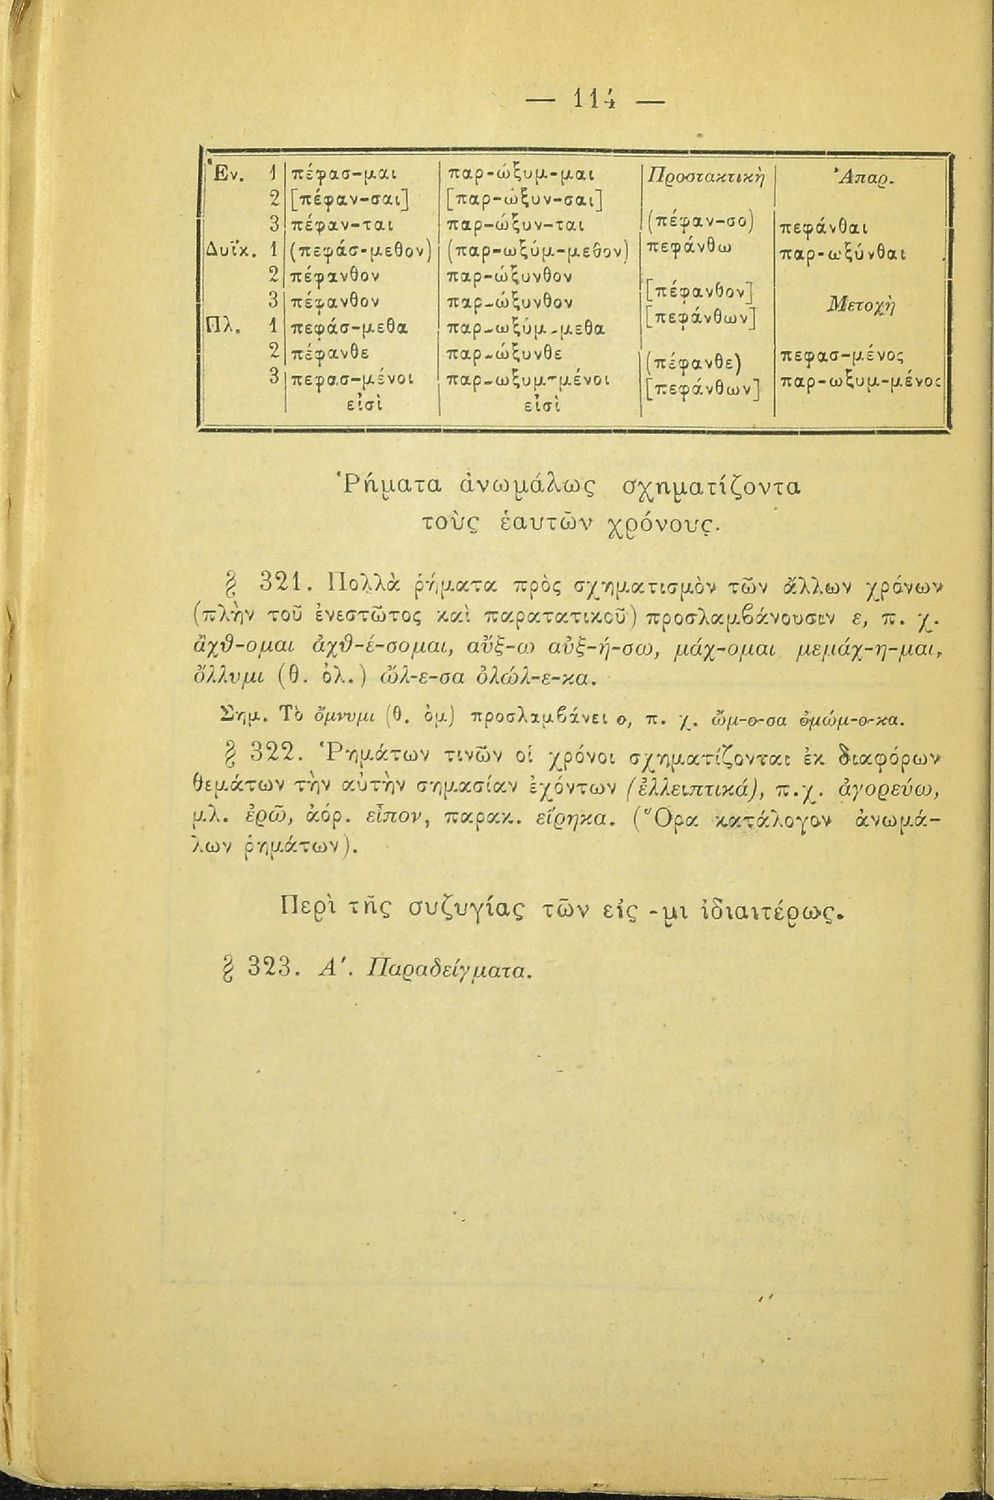 — 114 —
Ἑν. 1 πέφασ-μαι παρ-ώξυμ-μαι Προστακτικὴ Ἀπαρ.
2 [πέφαν-σαι] [παρ-ώξυν-σαι]
3 πέφαν-ται παρ-ώξυν-ται (πέφαν-σο) πεφάνθαι
Δυϊκ. 1 (πεφάσ-μεθον) (παρ-ωξύμ-μεθον) πεφάνθω παρ-ωξύνθαι
2 πέφανθον παρ-ώξυνθον [πέφανθον]
3 πέφανθον παρ-ώξυνθον [πεφάνθων] Μετοχὴ
Πλ. 1 πεφάσ-μεθα παρ-ωξύμ-μεθα
2 πέφανθε παρ-ώξυνθε (πέφανθε) πεφασ-μένος
3 πεφασ-μένοι παρ-ωξυμ-μένοι [πεφάνθων] παρ-ωξυμ-μένος
εἰσὶ εἰσὶ
Ῥήματα ἀνωμάλως σχηματίζοντα
τοὺς ἑαυτῶν χρόνους.
§ 321. Πολλὰ ῥήματα πρὸς σχηματισμὸν τῶν ἄλλων χρόνων
(πλὴν τοῦ ἐνεστῶτος καὶ παρατατικοῦ) προσλαμβάνουσιν ε, π. χ.
ἄχθ-ομαι ἀχθ-έ-σομαι, αὔξ-ω αὐξ-ή-σω, μάχ-ομαι μεμάχ-η-μαι,
ὄλλυμι (θ. ὀλ.) ὤλ-ε-σα ὀλώλ-ε-κα.
Σημ. Τὸ ὄμνυμι (θ. ὀμ.) προσλαμβάνει ο, π. χ. ὤμ-ο-σα ὀμώμ-ο-κα.
§ 322. Ῥημάτων τινῶν οἱ χρόνοι σχηματίζονται ἐκ διαφόρων
θεμάτων τὴν αὐτὴν σημασίαν ἐχόντων (ἐλλειπτικά), π.χ. ἀγορεύω,
μ.λ. ἐρῶ, ἀόρ. εἶπον, παρακ. εἴρηκα. (Ὅρα κατάλογον ἀνωμά-
λων ῥημάτων).
Περὶ τῆς συζυγίας τῶν εἰς -μι ἰδιαιτέρως.
§ 323. Α΄. Παραδείγματα.